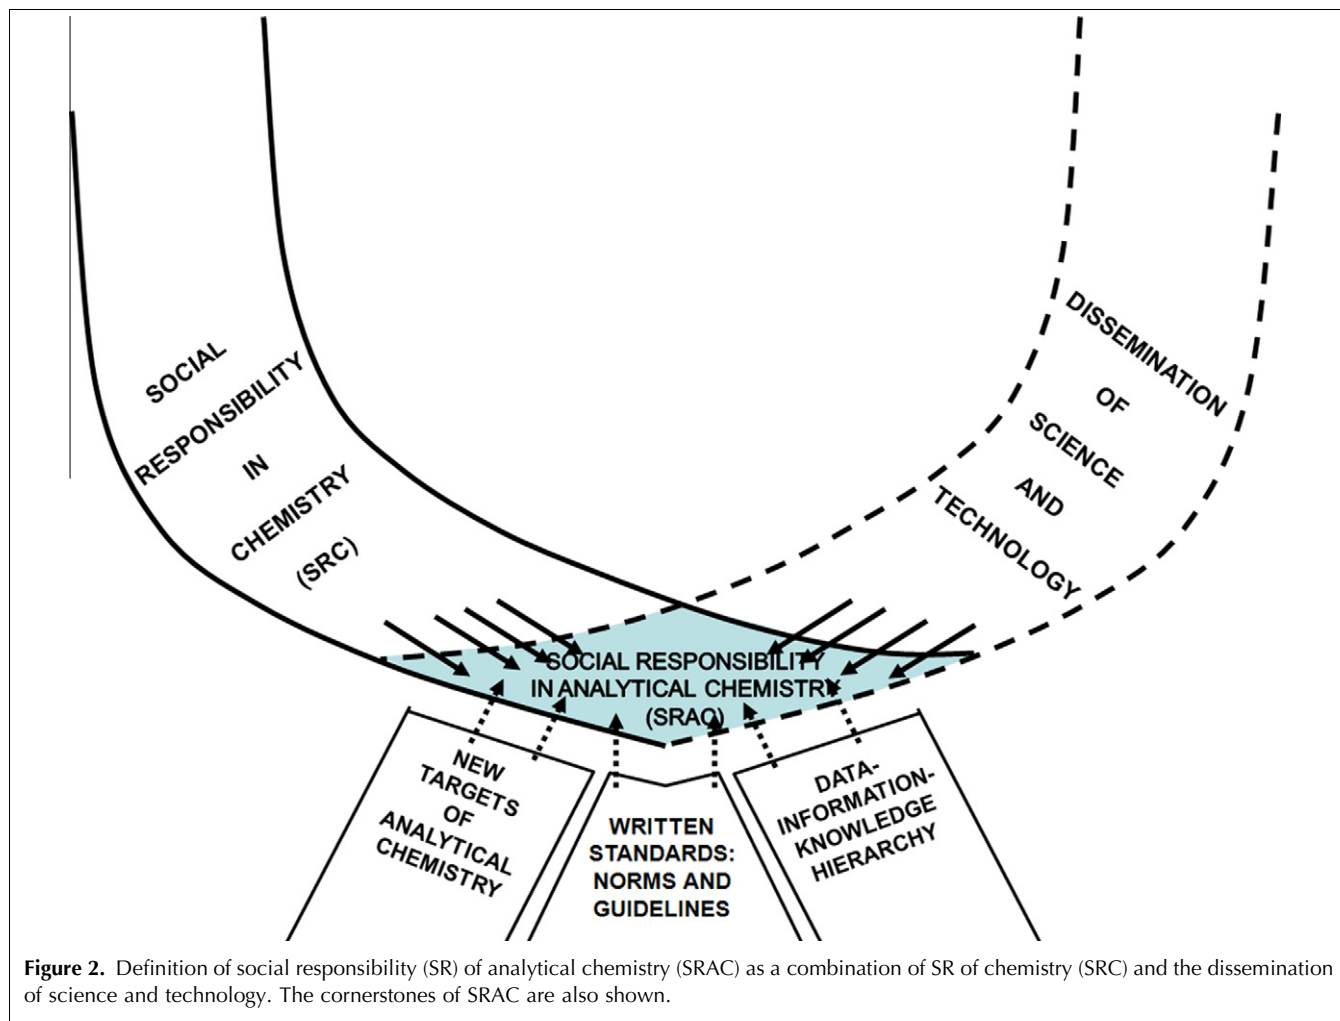 SOCIAL
RESPONSIBILITY
IN
CHEMISTRY
(SRC)
DISSEMINATION
OF
SCIENCE
AND
TECHNOLOGY
SOCIAL RESPONSIBILITY
IN ANALYTICAL CHEMISTRY
(SRAC)
NEW
TARGETS
OF
ANALYTICAL
CHEMISTRY
WRITTEN
STANDARDS:
NORMS AND
GUIDELINES
DATA-
INFORMATION-
KNOWLEDGE
HIERARCHY
Figure 2. Definition of social responsibility (SR) of analytical chemistry (SRAC) as a combination of SR of chemistry (SRC) and the dissemination
of science and technology. The cornerstones of SRAC are also shown.